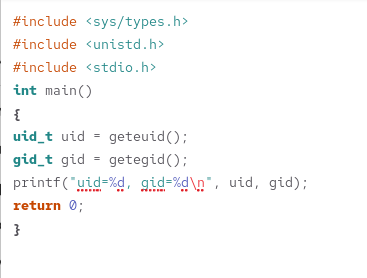 #include <sys/types.h>
#include <unistd.h>
#include <stdio.h>
int main()
{
uid_t uid = geteuid();
gid_t gid = getegid();
printf("uid=%d, gid=%d\n", uid, gid);
return 0;
}